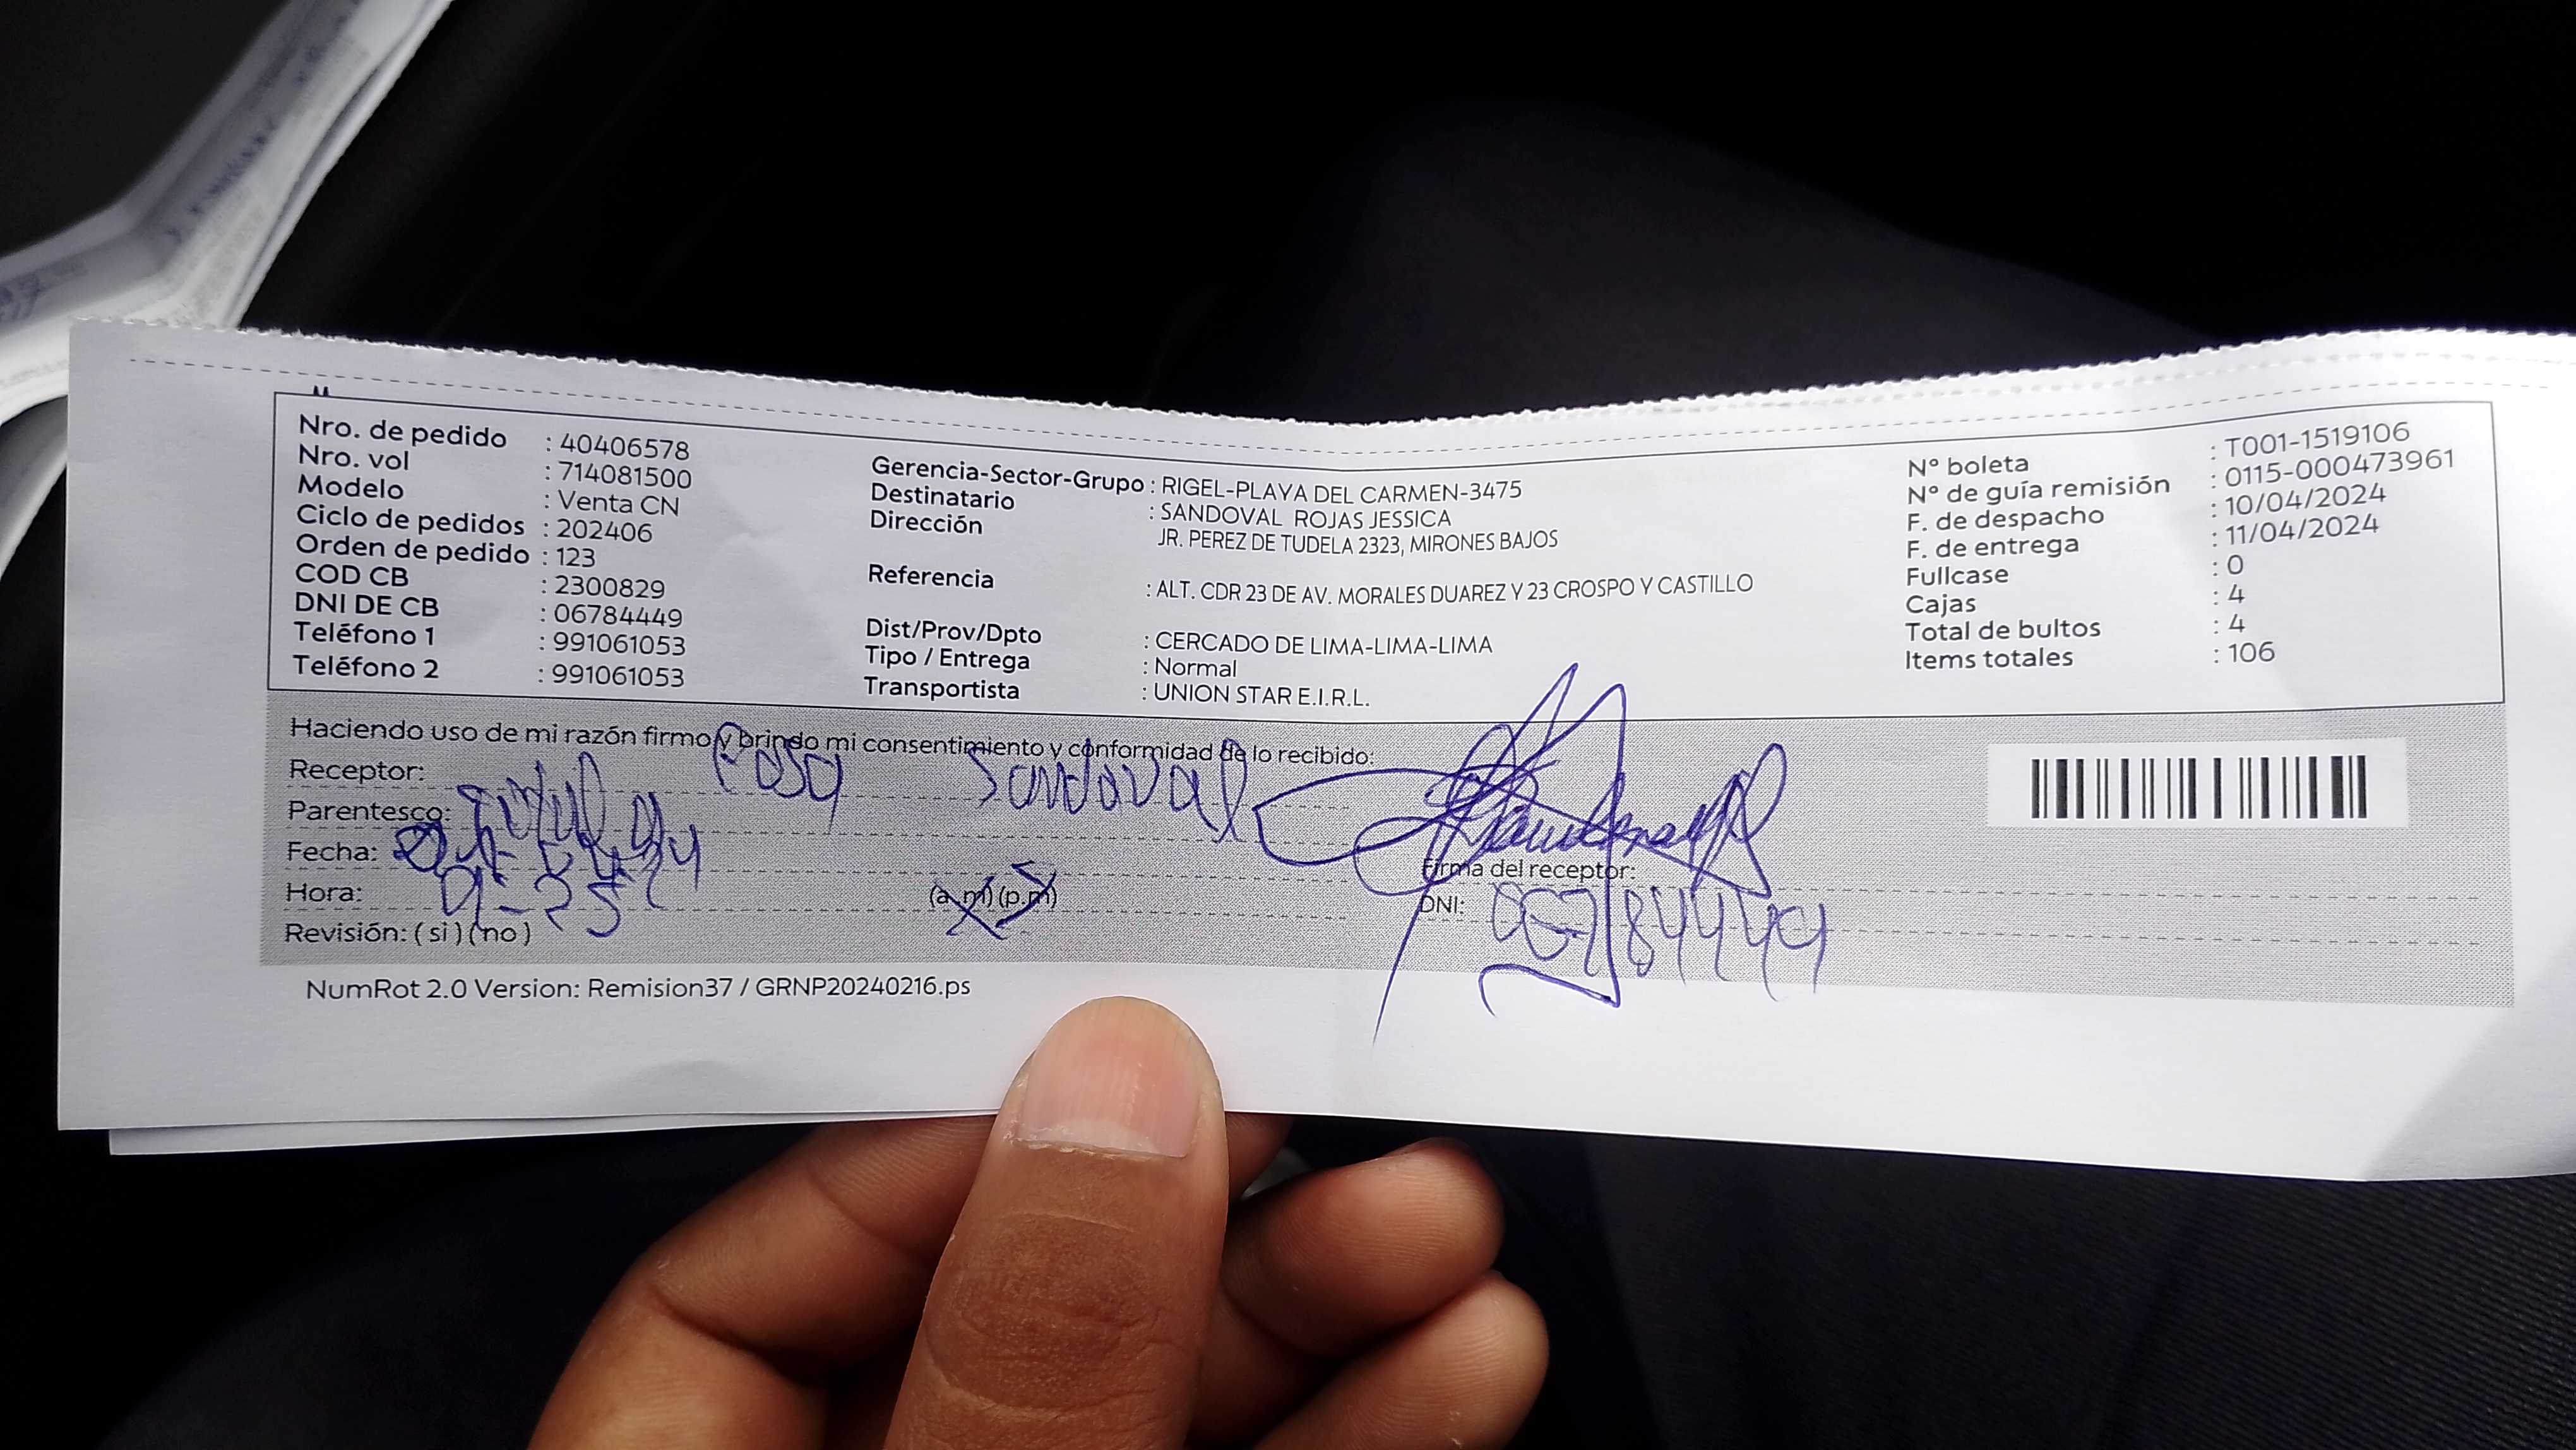 Nro. de pedido : 40406578
Nro. vol : 714081500
Modelo : Venta CN
Ciclo de pedidos : 202406
Orden de pedido : 123
COD CB : 2300829
DNI DE CB : 06784449
Teléfono 1 : 991061053
Teléfono 2 : 991061053
Gerencia-Sector-Grupo : RIGEL-PLAYA DEL CARMEN-3475
Destinatario : SANDOVAL ROJAS JESSICA
Dirección JR. PEREZ DE TUDELA 2323, MIRONES BAJOS
Referencia : ALT. CDR 23 DE AV. MORALES DUAREZ Y 23 CROSPO Y CASTILLO
Dist/Prov/Dpto : CERCADO DE LIMA-LIMA-LIMA
Tipo / Entrega : Normal
Transportista : UNION STAR E.I.R.L.
N° boleta : T001-1519106
N° de guía remisión : 0115-000473961
F. de despacho : 10/04/2024
F. de entrega : 11/04/2024
Fullcase : 0
Cajas : 4
Total de bultos : 4
Items totales : 106
Haciendo uso de mi razón firmo y brindo mi consentimiento y conformidad de lo recibido:
Receptor: Rosa Sandoval
Parentesco:
Fecha:
Hora: (a.m) (p.m)
Revisión: ( si ) ( no )
Firma del receptor:
DNI: 06784449
NumRot 2.0 Version: Remision37 / GRNP20240216.ps